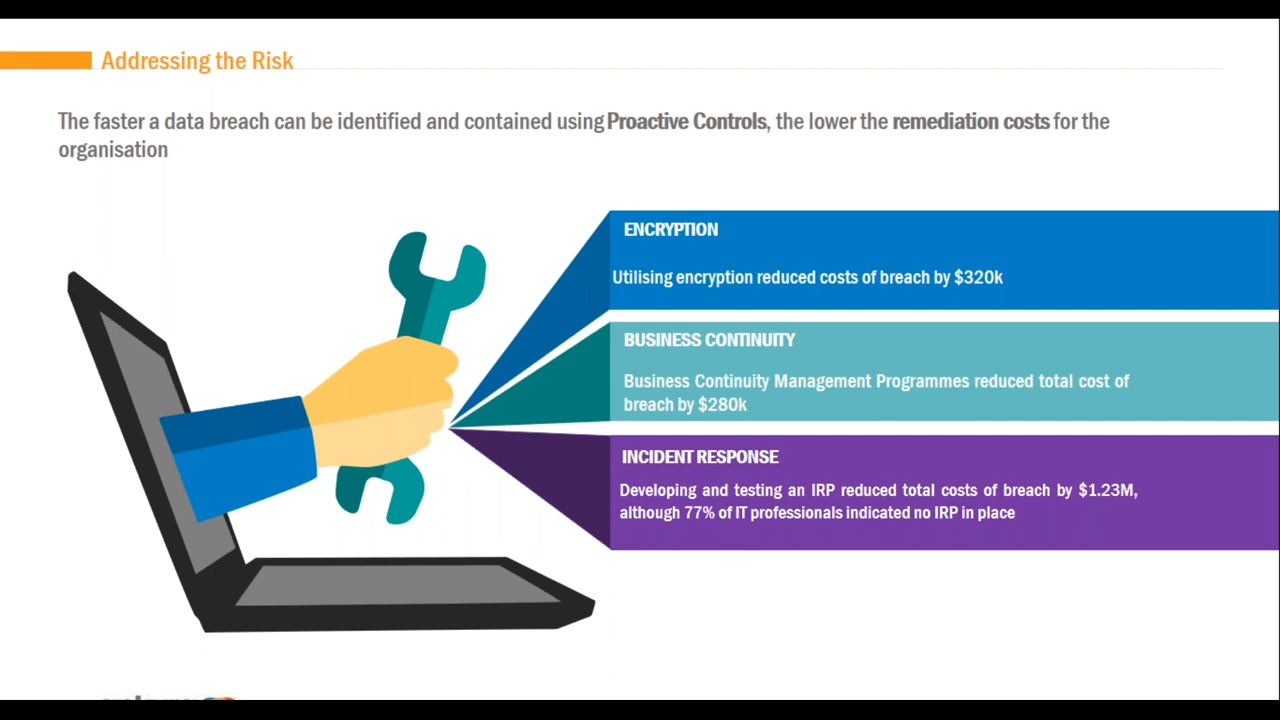 Addressing the Risk
The faster a data breach can be identified and contained using Proactive Controls, the lower the remediation costs for the
organisation
ENCRYPTION
Utilising encryption reduced costs of breach by $320k
BUSINESS CONTINUITY
Business Continuity Management Programmes reduced total cost of
breach by $280k
INCIDENT RESPONSE
Developing and testing an IRP reduced total costs of breach by $1.23M,
although 77% of IT professionals indicated no IRP in place